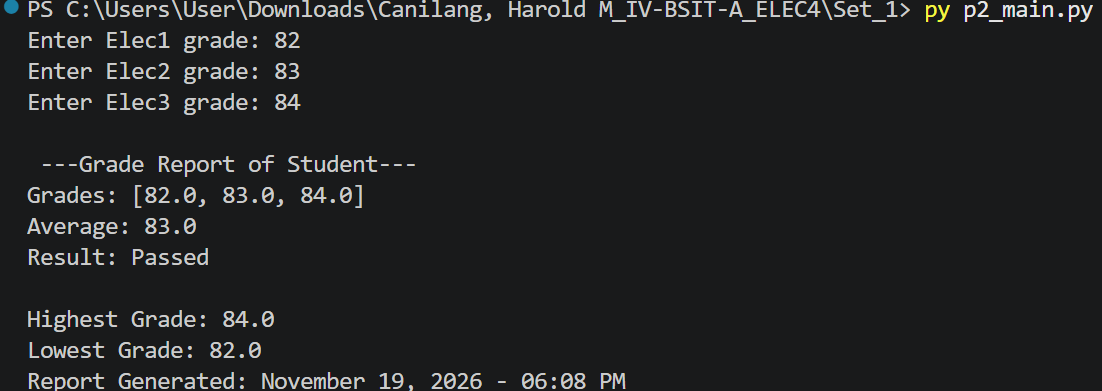 PS C:\Users\User\Downloads\Canilang, Harold M_IV-BSIT-A_ELEC4\Set_1> py p2_main.py
Enter Elec1 grade: 82
Enter Elec2 grade: 83
Enter Elec3 grade: 84
---Grade Report of Student---
Grades: [82.0, 83.0, 84.0]
Average: 83.0
Result: Passed
Highest Grade: 84.0
Lowest Grade: 82.0
Report Generated: November 19, 2026 - 06:08 PM